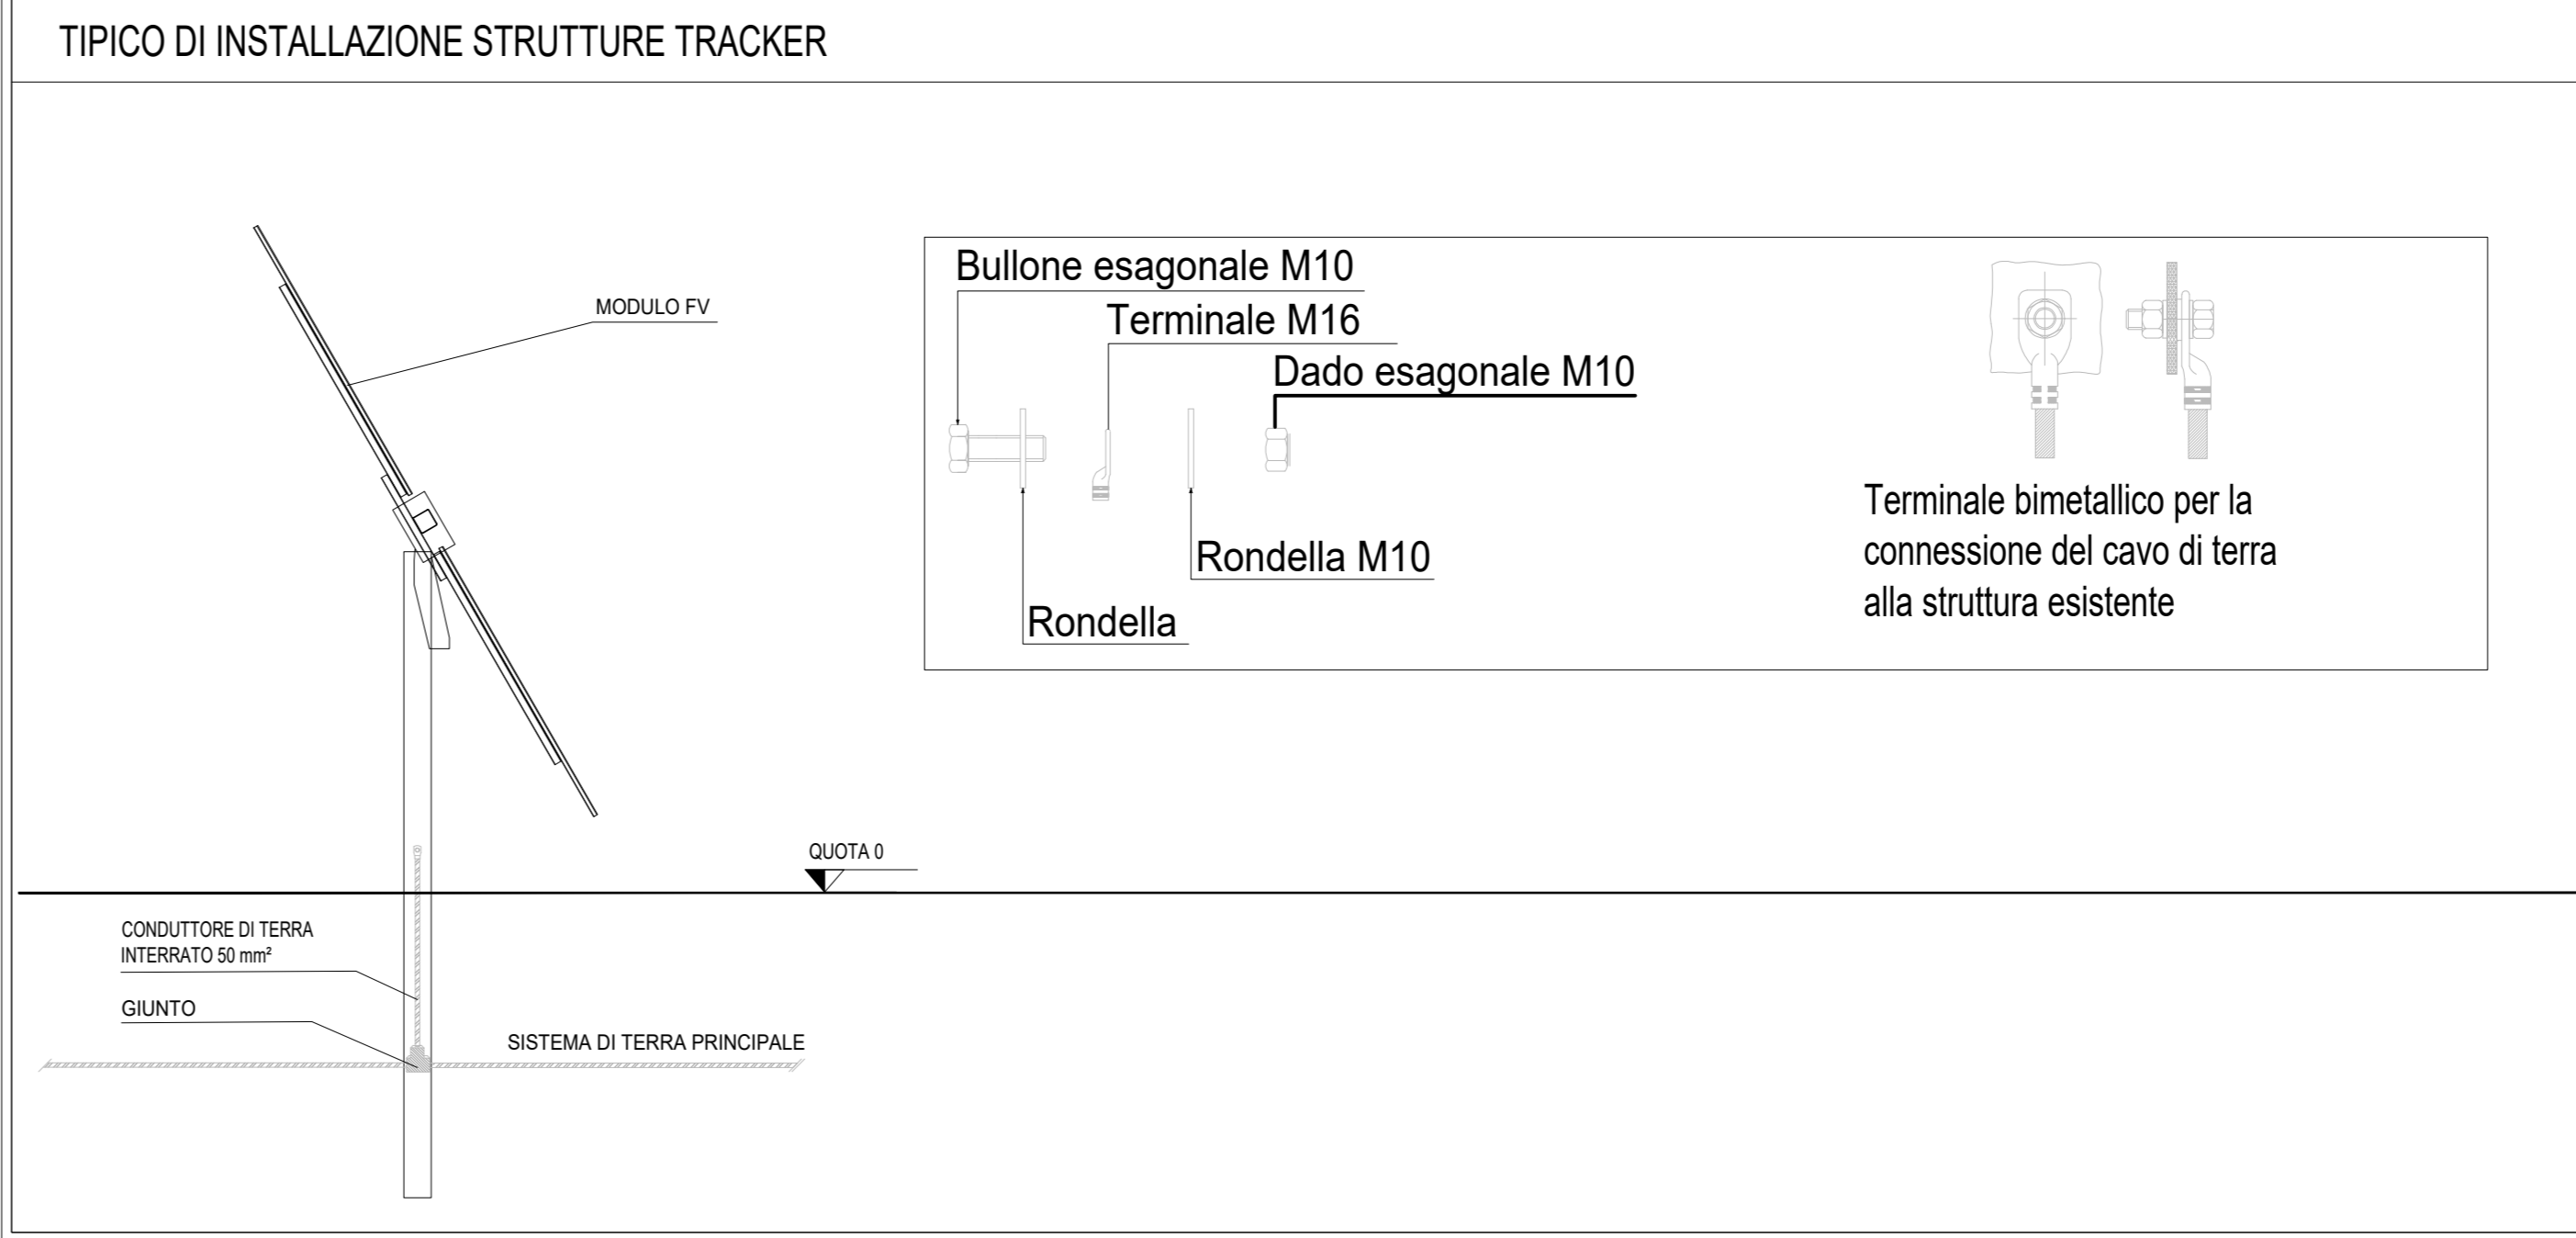 TIPICO DI INSTALLAZIONE STRUTTURE TRACKER
MODULO FV
Bullone esagonale M10
Terminale M16
Dado esagonale M10
Rondella M10
Rondella
Terminale bimetallico per la
connessione del cavo di terra
alla struttura esistente
QUOTA 0
CONDUTTORE DI TERRA
INTERRATO 50 mm²
GIUNTO
SISTEMA DI TERRA PRINCIPALE